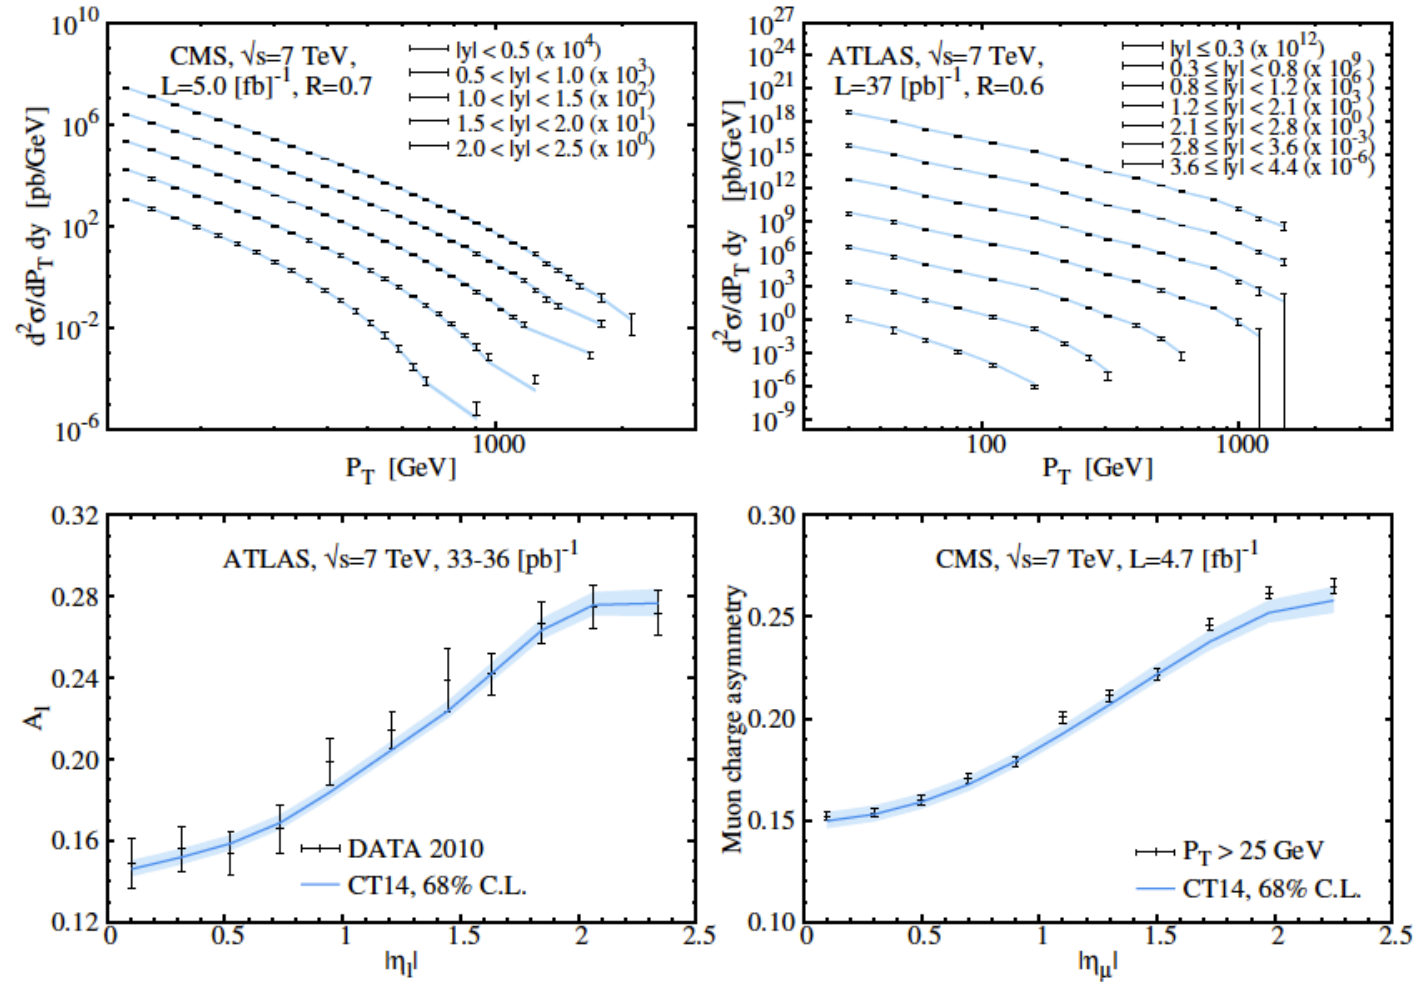 CMS, √s=7 TeV,
L=5.0 [fb]⁻¹, R=0.7
|y| < 0.5 (x 10⁴)
0.5 < |y| < 1.0 (x 10³)
1.0 < |y| < 1.5 (x 10²)
1.5 < |y| < 2.0 (x 10¹)
2.0 < |y| < 2.5 (x 10⁰)
d²σ/dP_T dy [pb/GeV]
10¹⁰
10⁶
10²
10⁻²
10⁻⁶
1000
P_T [GeV]
ATLAS, √s=7 TeV,
L=37 [pb]⁻¹, R=0.6
|y| ≤ 0.3 (x 10¹²)
0.3 ≤ |y| < 0.8 (x 10⁹)
0.8 ≤ |y| < 1.2 (x 10⁶)
1.2 ≤ |y| < 2.1 (x 10³)
2.1 ≤ |y| < 2.8 (x 10⁰)
2.8 ≤ |y| < 3.6 (x 10⁻³)
3.6 ≤ |y| < 4.4 (x 10⁻⁶)
d²σ/dP_T dy [pb/GeV]
10²⁷
10²⁴
10²¹
10¹⁸
10¹⁵
10¹²
10⁹
10⁶
10³
10⁰
10⁻³
10⁻⁶
10⁻⁹
100 1000
P_T [GeV]
ATLAS, √s=7 TeV, 33-36 [pb]⁻¹
A_l
0.32
0.28
0.24
0.20
0.16
0.12
DATA 2010
CT14, 68% C.L.
0 0.5 1 1.5 2 2.5
|η_l|
CMS, √s=7 TeV, L=4.7 [fb]⁻¹
Muon charge asymmetry
0.30
0.25
0.20
0.15
0.10
P_T > 25 GeV
CT14, 68% C.L.
0 0.5 1 1.5 2 2.5
|η_μ|